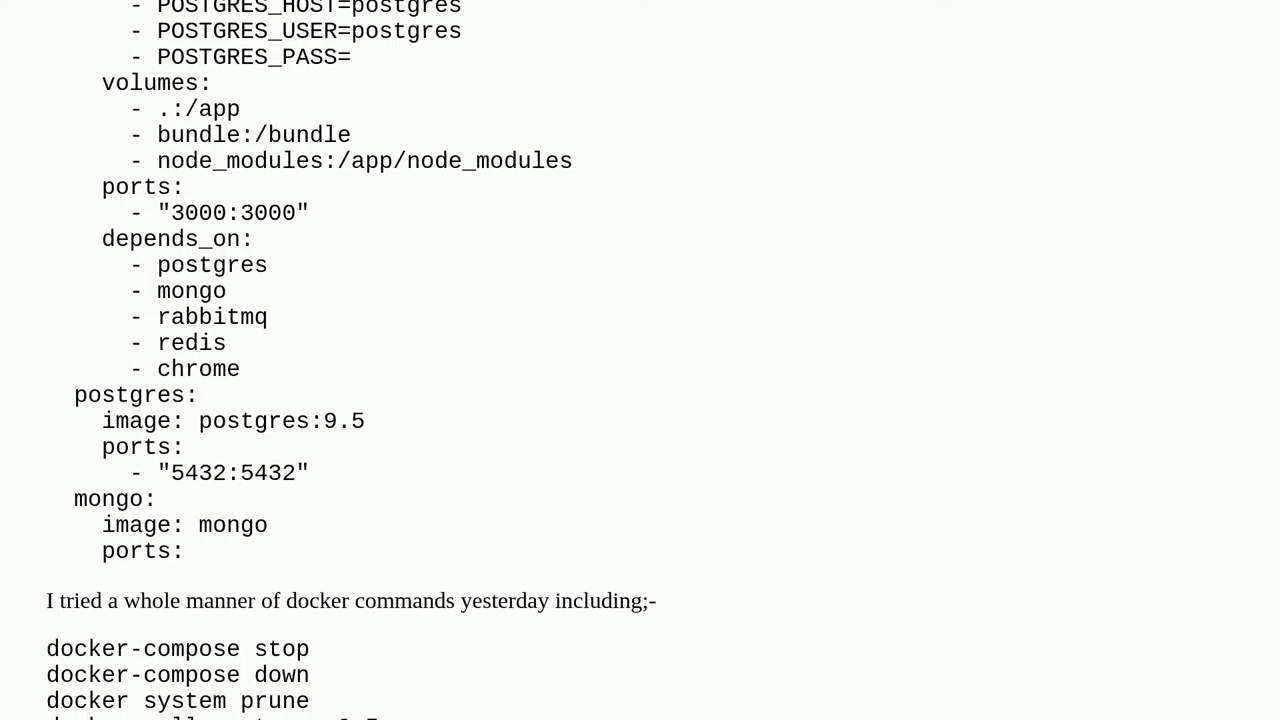 - POSTGRES_HOST=postgres
- POSTGRES_USER=postgres
- POSTGRES_PASS=
volumes:
- .:/app
- bundle:/bundle
- node_modules:/app/node_modules
ports:
- "3000:3000"
depends_on:
- postgres
- mongo
- rabbitmq
- redis
- chrome
postgres:
image: postgres:9.5
ports:
- "5432:5432"
mongo:
image: mongo
ports:
I tried a whole manner of docker commands yesterday including;-
docker-compose stop
docker-compose down
docker system prune